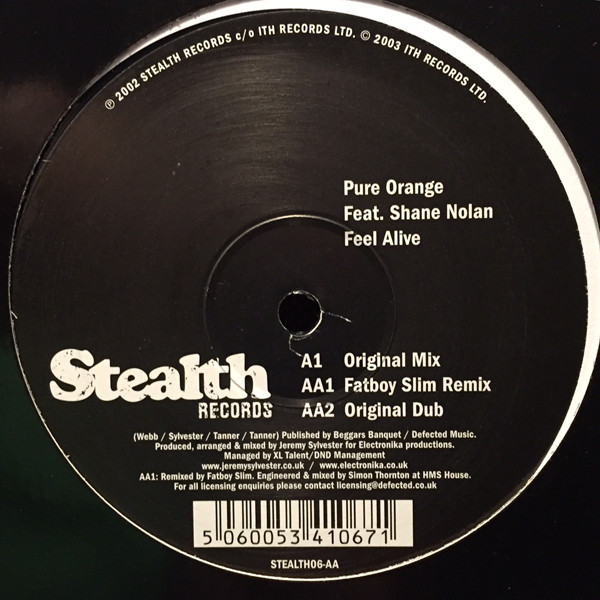 ℗ 2002 STEALTH RECORDS c/o ITH RECORDS LTD. © 2003 ITH RECORDS LTD.
Pure Orange
Feat. Shane Nolan
Feel Alive
Stealth
RECORDS
A1 Original Mix
AA1 Fatboy Slim Remix
AA2 Original Dub
(Webb / Sylvester / Tanner / Tanner) Published by Beggars Banquet / Defected Music.
Produced, arranged & mixed by Jeremy Sylvester for Electronika productions.
Managed by XL Talent/DND Management
www.jeremysylvester.co.uk / www.electronika.co.uk
AA1: Remixed by Fatboy Slim. Engineered & mixed by Simon Thornton at HMS House.
For all licensing enquiries please contact licensing@defected.co.uk
5 060053 410671
STEALTH06-AA